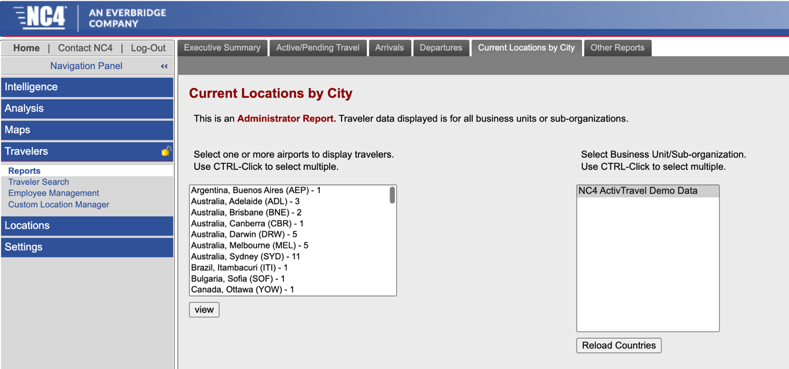 NC4
AN EVERBRIDGE
COMPANY
Home | Contact NC4 | Log-Out
Navigation Panel <<
Intelligence
Analysis
Maps
Travelers
Reports
Traveler Search
Employee Management
Custom Location Manager
Locations
Settings
Executive Summary
Active/Pending Travel
Arrivals
Departures
Current Locations by City
Other Reports
Current Locations by City
This is an Administrator Report. Traveler data displayed is for all business units or sub-organizations.
Select one or more airports to display travelers.
Use CTRL-Click to select multiple.
Argentina, Buenos Aires (AEP) - 1
Australia, Adelaide (ADL) - 3
Australia, Brisbane (BNE) - 2
Australia, Canberra (CBR) - 1
Australia, Darwin (DRW) - 5
Australia, Melbourne (MEL) - 5
Australia, Sydney (SYD) - 11
Brazil, Itambacuri (ITI) - 1
Bulgaria, Sofia (SOF) - 1
Canada, Ottawa (YOW) - 1
view
Select Business Unit/Sub-organization.
Use CTRL-Click to select multiple.
NC4 ActivTravel Demo Data
Reload Countries